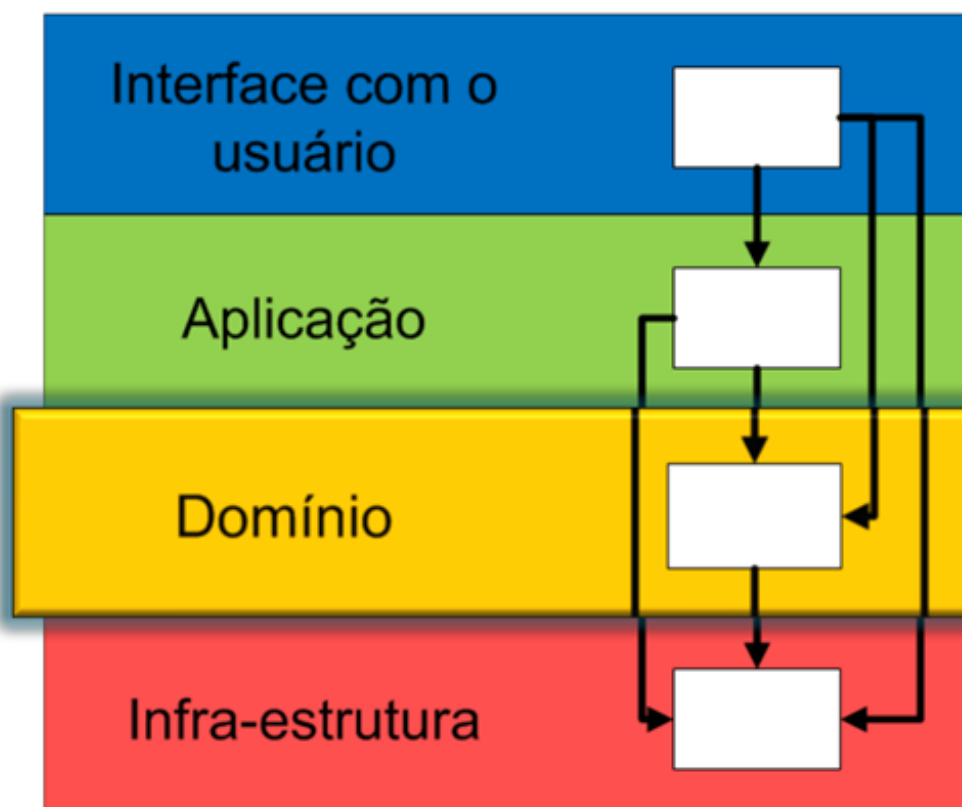 Interface com o
usuário
Aplicação
Domínio
Infra-estrutura